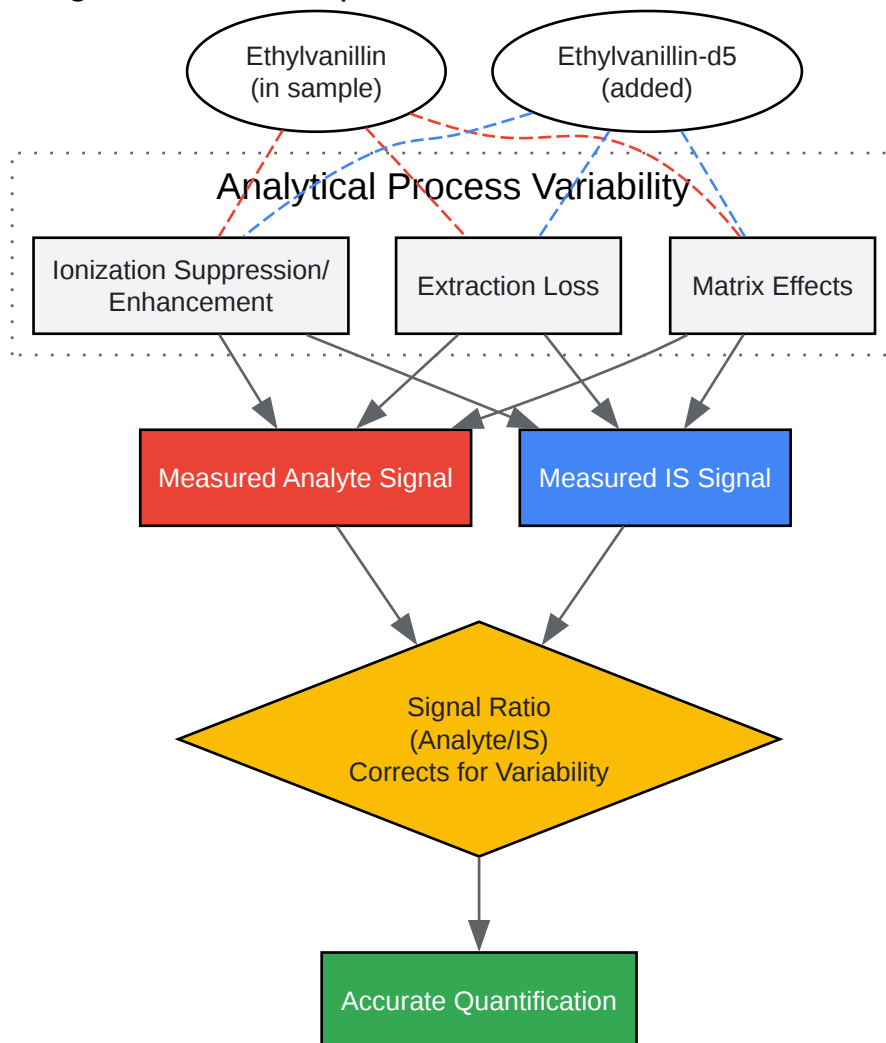 Ethylvanillin
(in sample)
Ethylvanillin-d5
(added)
Analytical Process Variability
Ionization Suppression/
Enhancement
Extraction Loss
Matrix Effects
Measured Analyte Signal
Measured IS Signal
Signal Ratio
(Analyte/IS)
Corrects for Variability
Accurate Quantification